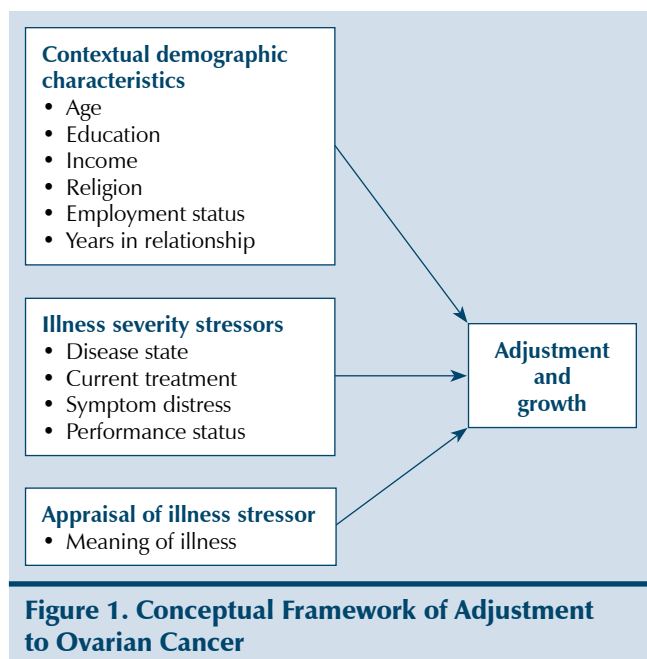 Contextual demographic
characteristics
• Age
• Education
• Income
• Religion
• Employment status
• Years in relationship
Illness severity stressors
• Disease state
• Current treatment
• Symptom distress
• Performance status
Appraisal of illness stressor
• Meaning of illness
Adjustment
and
growth
Figure 1. Conceptual Framework of Adjustment
to Ovarian Cancer